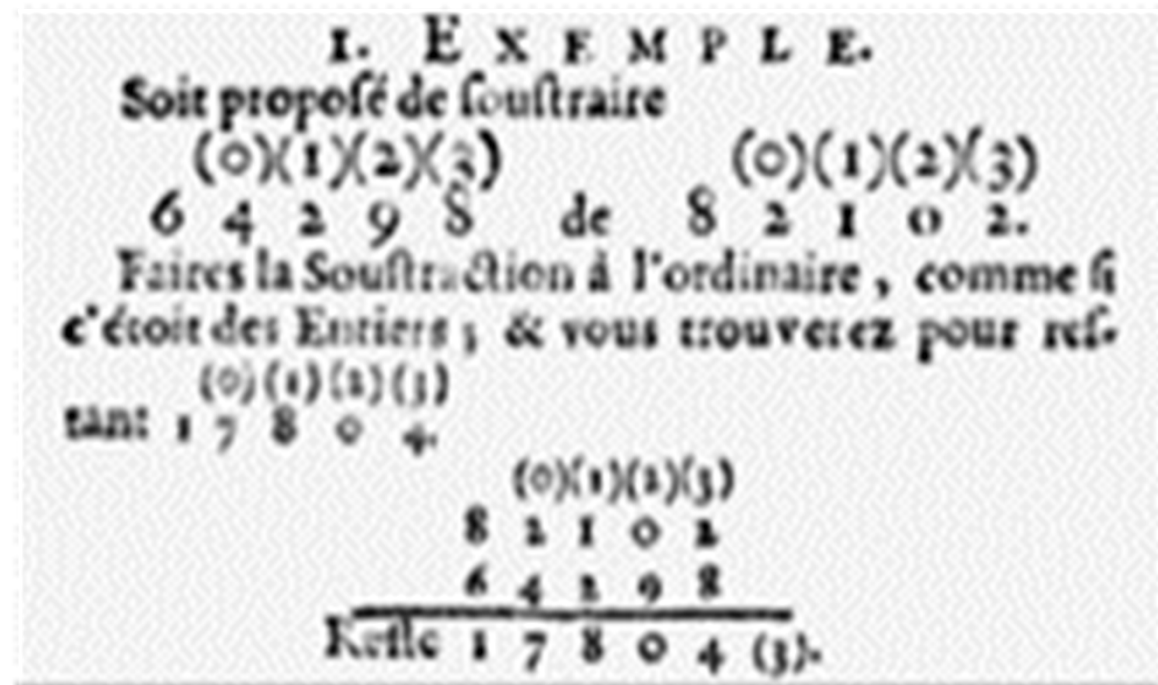 1. EXEMPLE.
Soit proposé de soustraire
(0)(1)(2)(3) (0)(1)(2)(3)
6 4 2 9 8 de 8 2 1 0 2.
Faires la Soustraction à l'ordinaire, comme si
c'étoit des Entiers; & vous trouverez pour res-
(0)(1)(2)(3)
tant 1 7 8 0 4.
(0)(1)(2)(3)
8 2 1 0 2
6 4 2 9 8
Reste 1 7 8 0 4 (3).